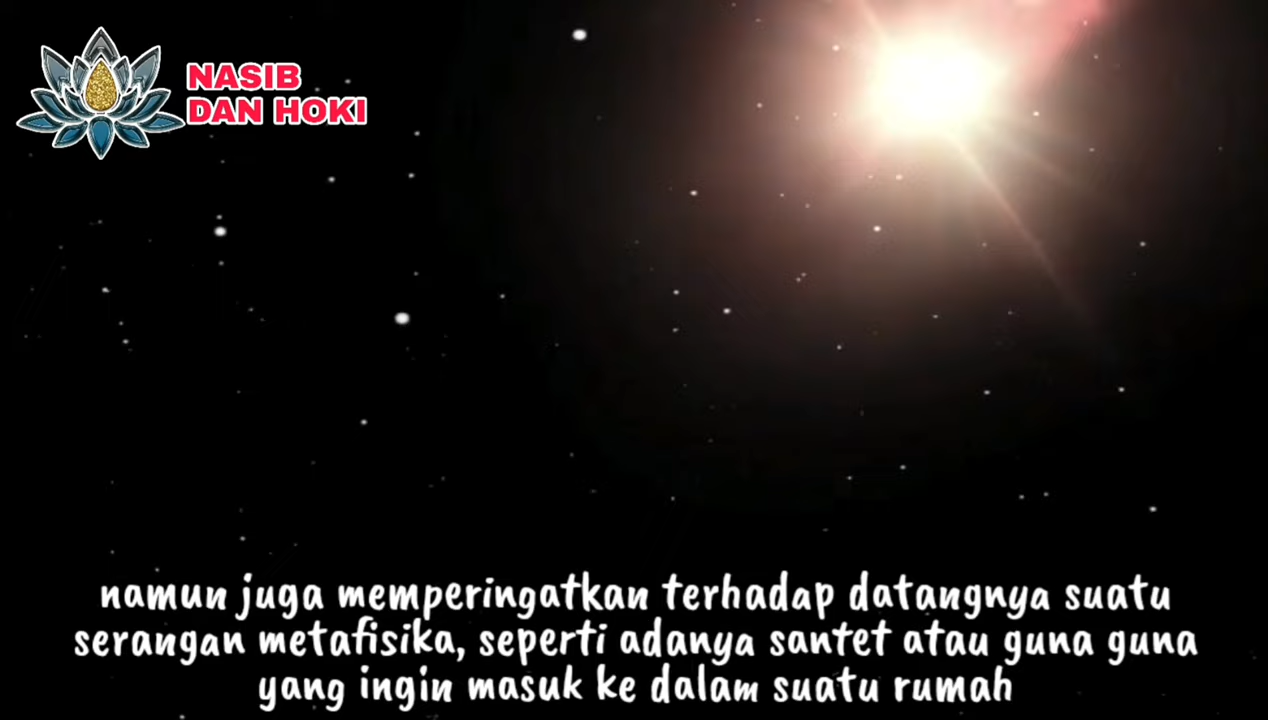 NASIB
DAN HOKI
namun juga memperingatkan terhadap datangnya suatu
serangan metafisika, seperti adanya santet atau guna guna
yang ingin masuk ke dalam suatu rumah